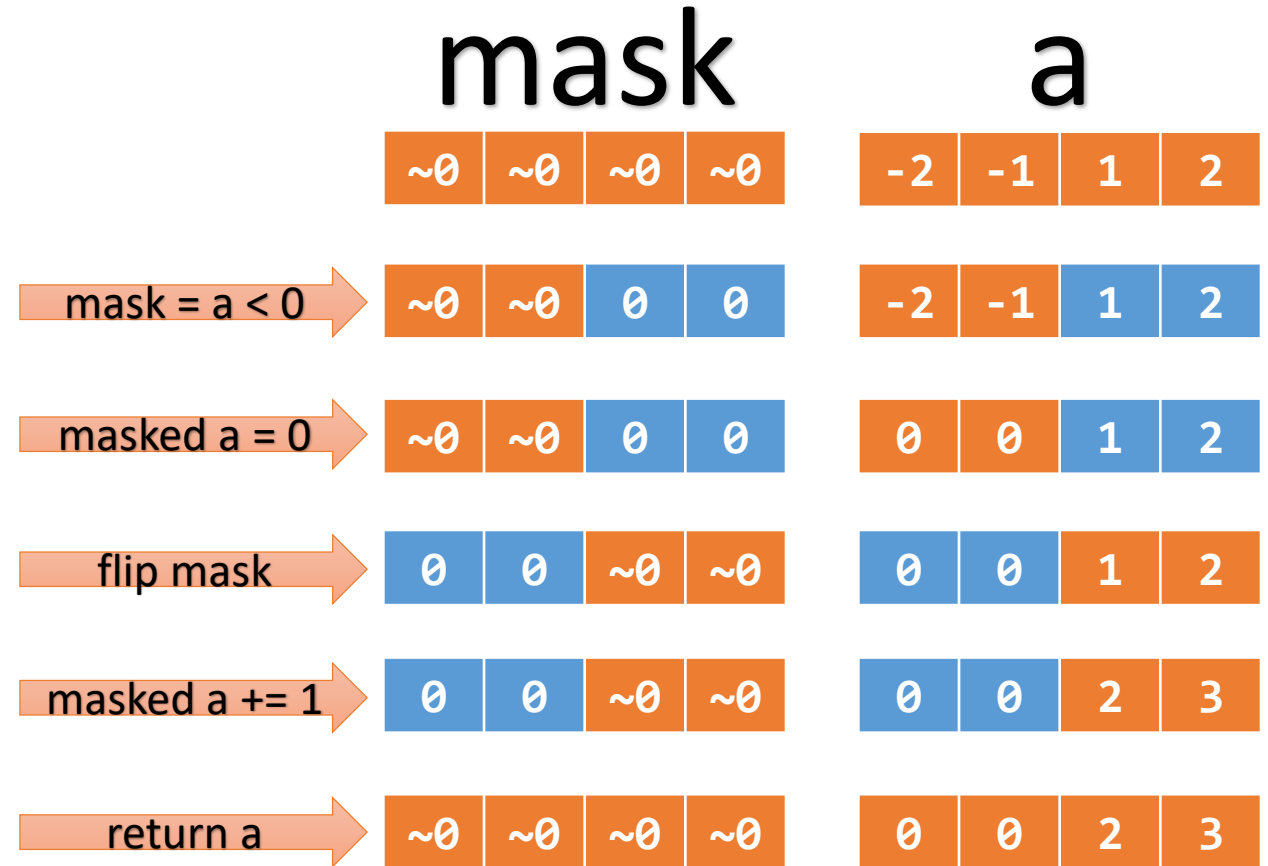 mask a
~0 ~0 ~0 ~0 -2 -1 1 2
mask = a < 0 ~0 ~0 0 0 -2 -1 1 2
masked a = 0 ~0 ~0 0 0 0 0 1 2
flip mask 0 0 ~0 ~0 0 0 1 2
masked a += 1 0 0 ~0 ~0 0 0 2 3
return a ~0 ~0 ~0 ~0 0 0 2 3